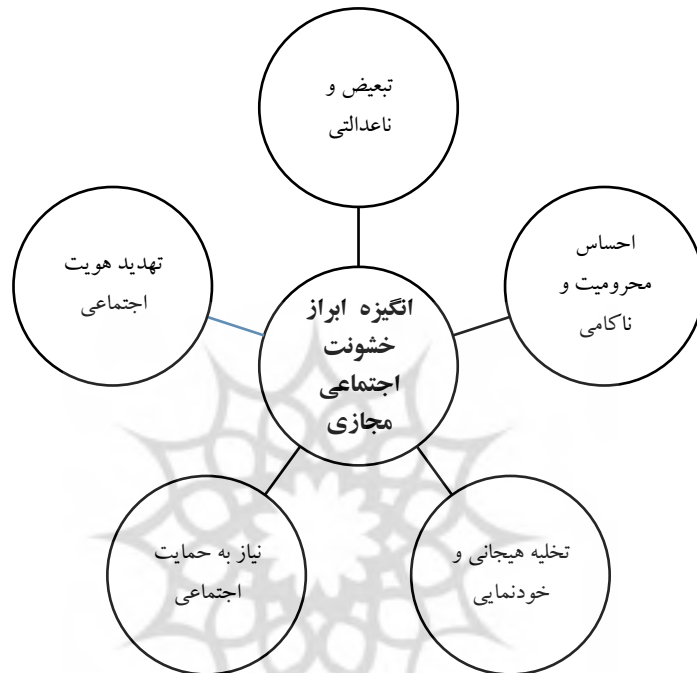 تبعیض و
ناعدالتی
احساس
محرومیت و
ناکامی
تهدید هویت
اجتماعی
انگیزه ابراز
خشونت
اجتماعی
مجازی
تخلیه هیجانی و
خودنمایی
نیاز به حمایت
اجتماعی